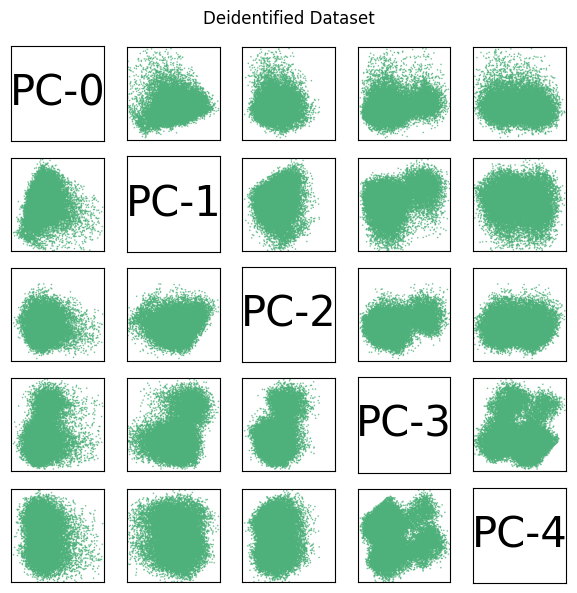 Deidentified Dataset
PC-0
PC-1
PC-2
PC-3
PC-4